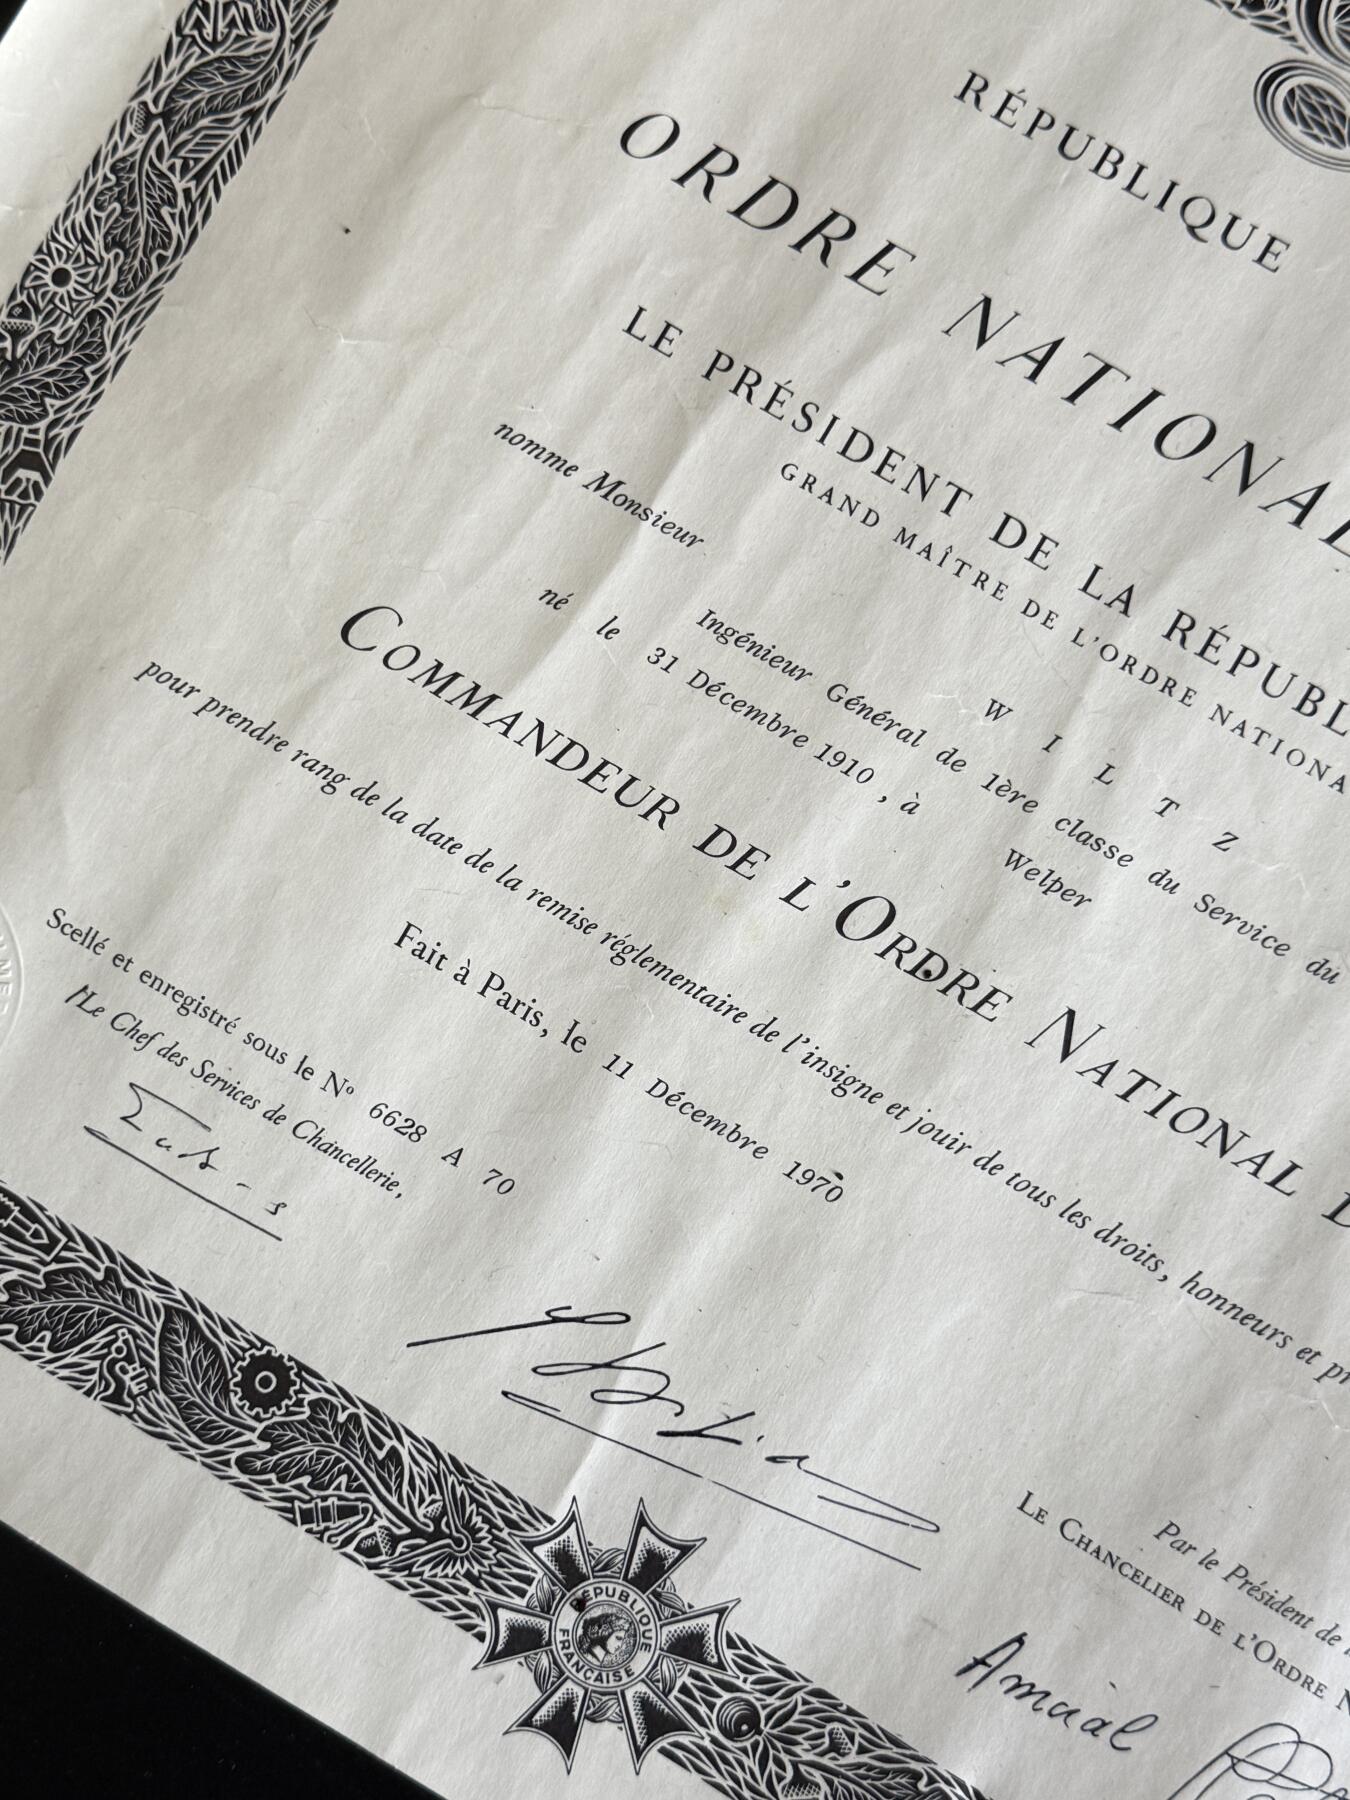 RÉPUBLIQUE
ORDRE NATIONAL
LE PRÉSIDENT DE LA RÉPUBL
GRAND MAÎTRE DE L'ORDRE NATIONA
nomme Monsieur
W I L T Z
Ingénieur Général de 1ère classe du Service du
né le 31 Décembre 1910, à Welper
COMMANDEUR DE L'ORDRE NATIONAL D
pour prendre rang de la date de la remise réglementaire de l'insigne et jouir de tous les droits, honneurs et pr
Fait à Paris, le 11 Décembre 1970
Scellé et enregistré sous le Nº 6628 A 70
Le Chef des Services de Chancellerie,
Par le Président de l
LE CHANCELIER DE L'ORDRE N
Amiral
RÉPUBLIQUE
FRANÇAISE